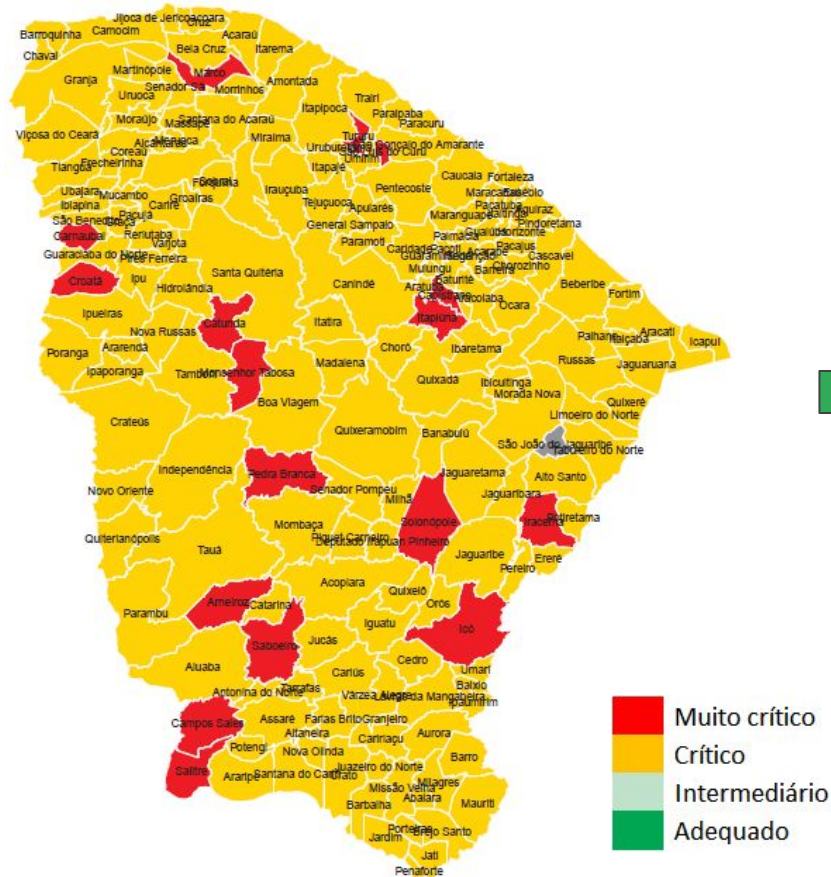 Jijoca de Jericoacoara
Cruz
Camocim
Barroquinha
Acaraú
Chaval
Bela Cruz
Itarema
Martinópole
Marco
Granja
Senador Sá
Morrinhos
Amontada
Uruoca
Itapipoca
Trairi
Paraipaba
Moraújo
Massapê
Santana do Acaraú
Paracuru
Viçosa do Ceará
Miraíma
Tururu
Alcântaras
Coreaú
Umirim
Frecheirinha
Itapajé
Tianguá
Caucaia
Fortaleza
Ubajara
Mucambo
Groaíras
Irauçuba
Tejuçuoca
Pentecoste
Ibiapina
Cariré
Apuiarés
São Benedito
Pacujá
General Sampaio
Maranguape
Pindoretama
Carnaubal
Reriutaba
Varjota
Paramoti
Palmácia
Horizonte
Guaraciaba do Norte
Caridade
Pacajus
Cascavel
Santa Quitéria
Chorozinho
Croatá
Ipu
Hidrolândia
Canindé
Mulungu
Barreira
Beberibe
Aratuba
Baturité
Fortim
Ipueiras
Catunda
Itatira
Itapiúna
Ocara
Nova Russas
Aracati
Poranga
Ararendá
Choró
Ibaretama
Palhano
Itaiçaba
Icapuí
Ipaporanga
Tamboril
Monsenhor Tabosa
Madalena
Quixadá
Russas
Jaguaruana
Boa Viagem
Ibicuitinga
Morada Nova
Quixeré
Crateús
Quixeramobim
Banabuiú
Limoeiro do Norte
São João do Jaguaribe
Tabuleiro do Norte
Independência
Pedra Branca
Jaguaretama
Alto Santo
Novo Oriente
Senador Pompeu
Milhã
Jaguaribara
Solonópole
Iracema
Potiretama
Quiterianópolis
Mombaça
Piquet Carneiro
Deputado Irapuan Pinheiro
Tauá
Jaguaribe
Ererê
Pereiro
Acopiara
Parambu
Arneiroz
Catarina
Quixelô
Orós
Iguatu
Icó
Saboeiro
Jucás
Aiuaba
Cariús
Cedro
Umari
Baixio
Antonina do Norte
Tarrafas
Várzea Alegre
Lavras da Mangabeira
Ipaumirim
Campos Sales
Assaré
Farias Brito
Granjeiro
Altaneira
Caririaçu
Aurora
Potengi
Nova Olinda
Barro
Salitre
Araripe
Santana do Cariri
Crato
Juazeiro do Norte
Missão Velha
Milagres
Barbalha
Abaiara
Mauriti
Porteiras
Brejo Santo
Jardim
Jati
Penaforte
Muito crítico
Crítico
Intermediário
Adequado